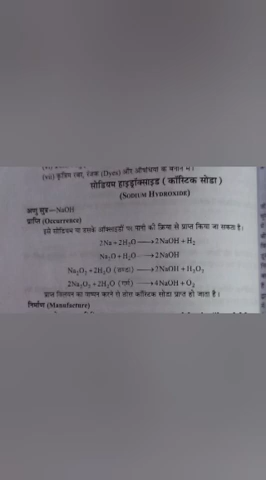 (vii) कृत्रिम रबर, रंजक (Dyes) और औषधियों के बनाने में।
सोडियम हाइड्रॉक्साइड ( कॉस्टिक सोडा )
(SODIUM HYDROXIDE)
अणु सूत्र—NaOH
प्राप्ति (Occurrence)
इसे सोडियम या उसके ऑक्साइडों पर पानी की क्रिया से प्राप्त किया जा सकता है।
2Na + 2H₂O ⟶ 2NaOH + H₂
Na₂O + H₂O ⟶ 2NaOH
Na₂O₂ + 2H₂O (ठण्डा) ⟶ 2NaOH + H₂O₂
2Na₂O₂ + 2H₂O (गर्म) ⟶ 4NaOH + O₂
प्राप्त विलयन का वाष्पन करने से ठोस कॉस्टिक सोडा प्राप्त हो जाता है।
निर्माण (Manufacture)